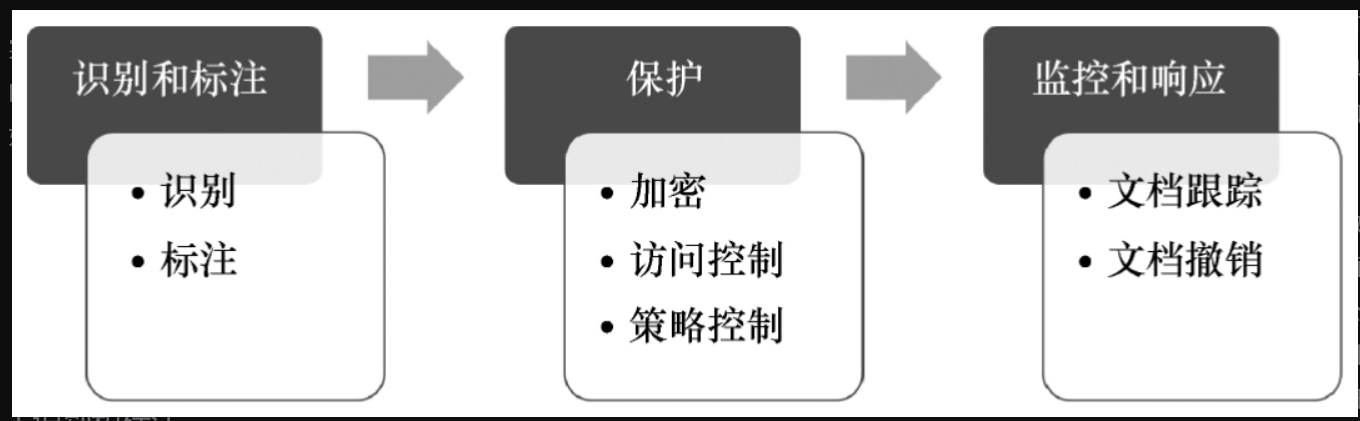 识别和标注
• 识别
• 标注
保护
• 加密
• 访问控制
• 策略控制
监控和响应
• 文档跟踪
• 文档撤销